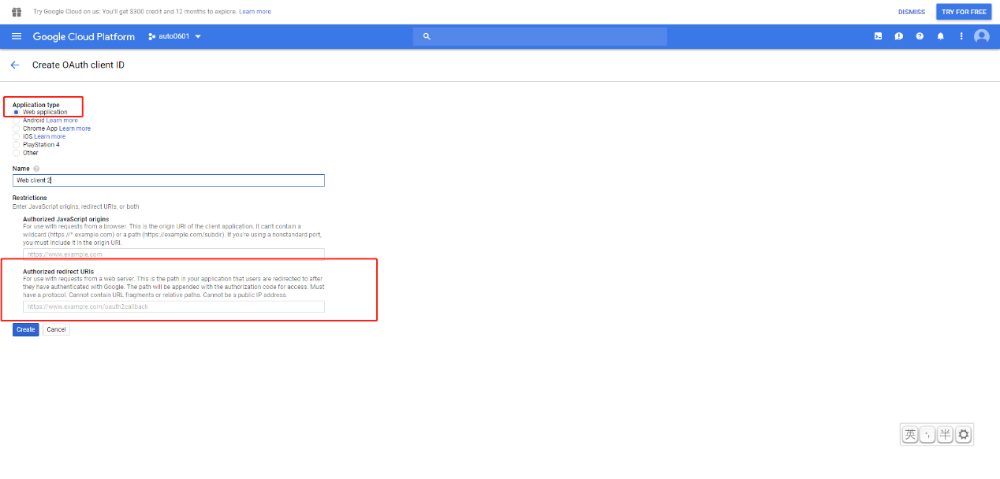 Try Google Cloud on us: You'll get $300 credit and 12 months to explore. Learn more
DISMISS
TRY FOR FREE
Google Cloud Platform
auto0601
Create OAuth client ID
Application type
Web application
Android Learn more
Chrome App Learn more
iOS Learn more
PlayStation 4
Other
Name
Web client 2
Restrictions
Enter JavaScript origins, redirect URIs, or both
Authorized JavaScript origins
For use with requests from a browser. This is the origin URI of the client application. It can't contain a
wildcard (https://*.example.com) or a path (https://example.com/subdir). If you're using a nonstandard port,
you must include it in the origin URI.
https://www.example.com
Authorized redirect URIs
For use with requests from a web server. This is the path in your application that users are redirected to after
they have authenticated with Google. The path will be appended with the authorization code for access. Must
have a protocol. Cannot contain URL fragments or relative paths. Cannot be a public IP address.
https://www.example.com/oauth2callback
Create
Cancel
英
半